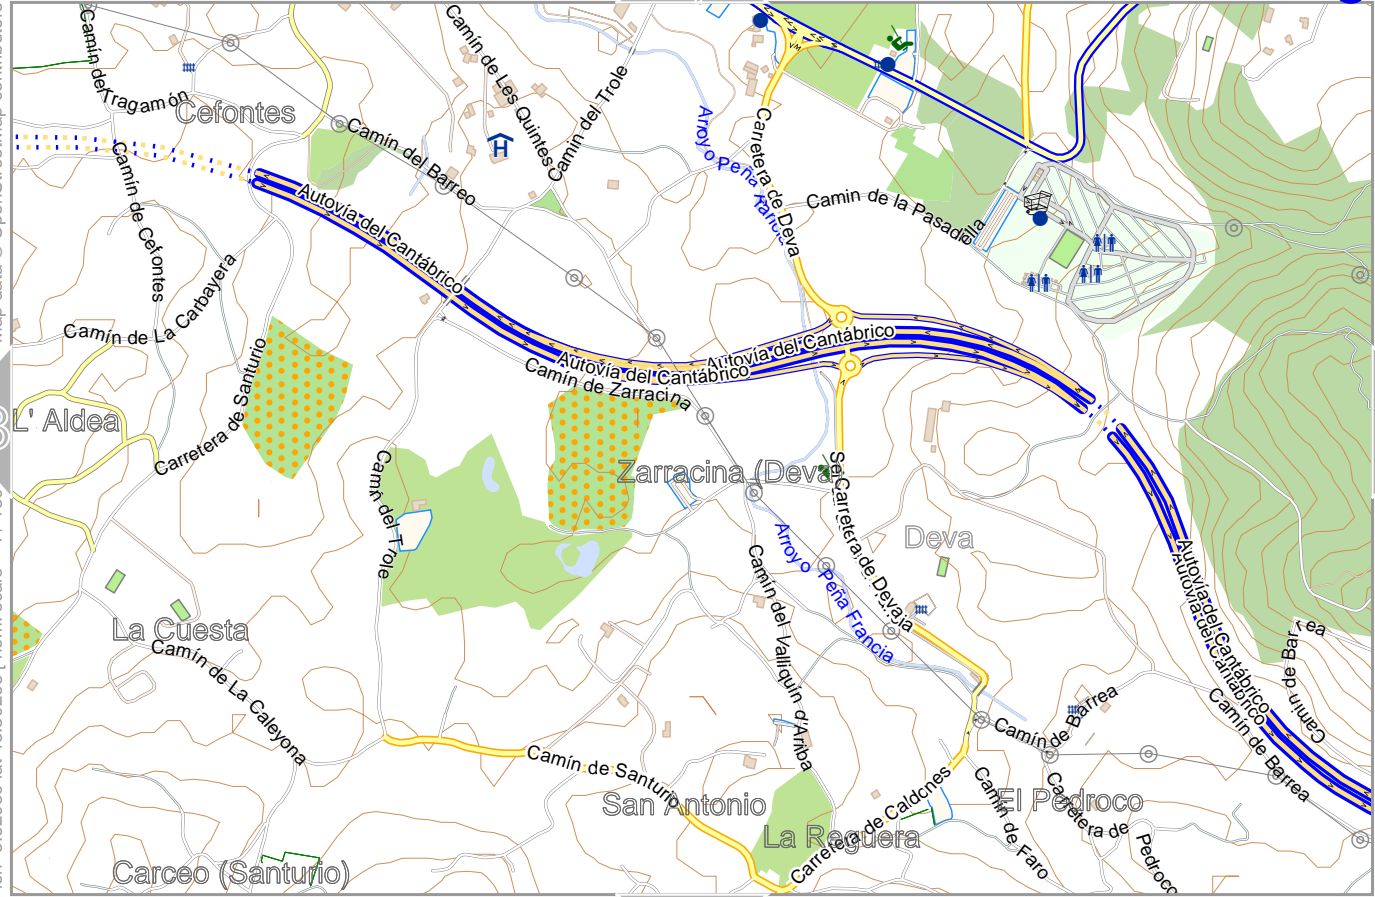 Camín de
Tragamón
Cefontes
Camín de Les Quintes
Camin del Trole
Camín del Barreo
H
Arroyo Peña Francia
Carretera de Deva
Camin de la Pasadiella
Camín de Cefontes
Autovía del Cantábrico
Camín de La Carbayera
Autovía del Cantábrico
Autovía del Cantábrico
Camín de Zarracina
Carretera de Santurio
L' Aldea
Zarracina (Deva)
Camín del Trole
Carretera de Deva
Deva
Arroyo Peña Francia
Camín del Valliquín d'Arriba
La Cuesta
Camín de La Caleyona
Autovía del Cantábrico
Autovía del Cantábrico
Camín de Barrea
Camín de Barrea
Camín de Barrea
Camín de Santurio
San Antonio
La Reguera
Carretera de Caldones
El Pedroco
Camín de Faro
Carretera de Pedroco
Carceo (Santurio)